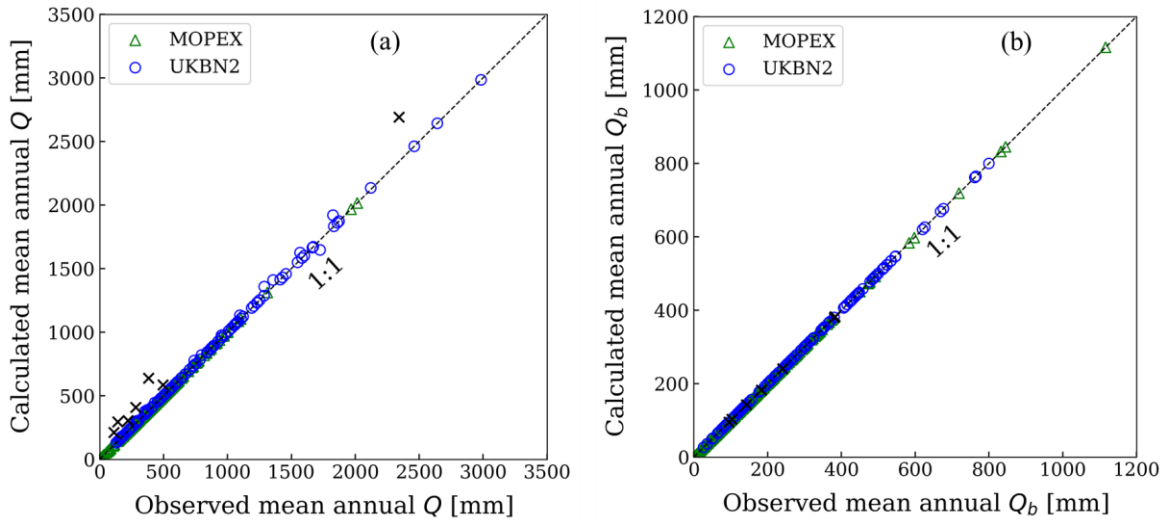 (a)
MOPEX
UKBN2
1:1
3500
3000
2500
2000
1500
1000
500
0
0 500 1000 1500 2000 2500 3000 3500
Calculated mean annual Q [mm]
Observed mean annual Q [mm]
(b)
MOPEX
UKBN2
1:1
1200
1000
800
600
400
200
0
0 200 400 600 800 1000 1200
Calculated mean annual Q_b [mm]
Observed mean annual Q_b [mm]